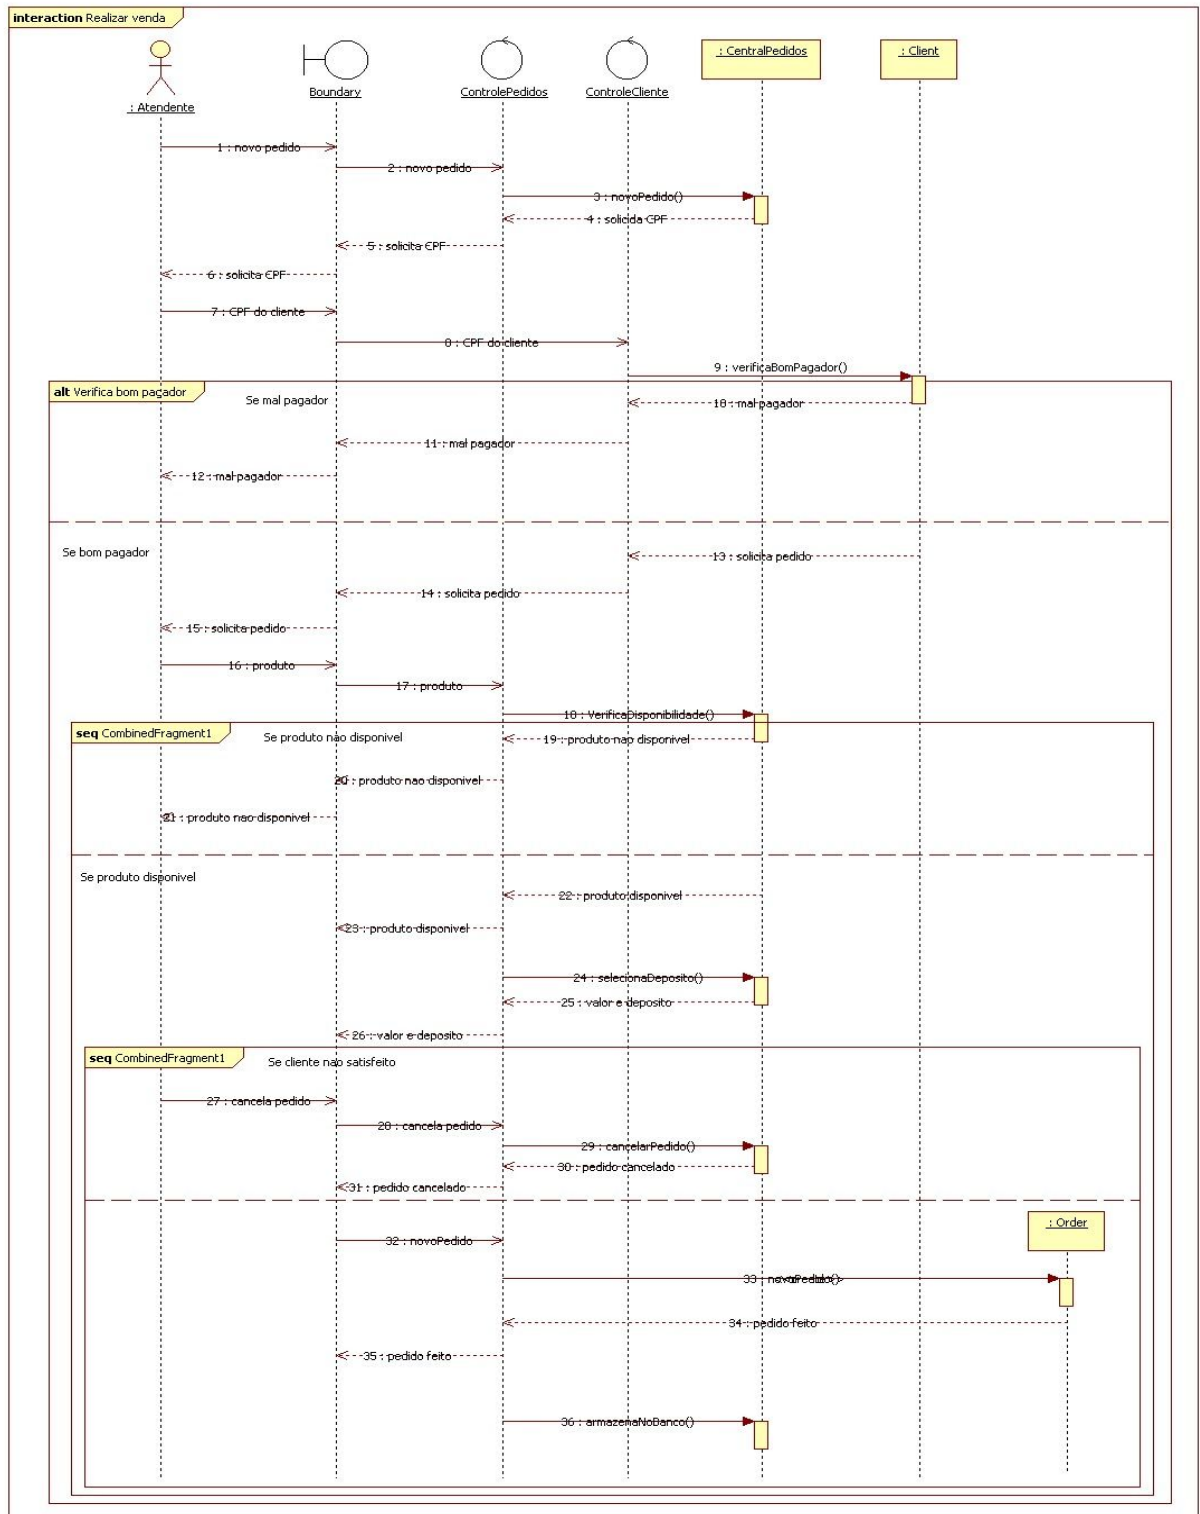 interaction Realizar venda
: CentralPedidos
: Client
Boundary
ControlePedidos
ControleCliente
: Atendente
1 : novo pedido
2 : novo pedido
3 : novoPedido()
4 : solicida CPF
5 : solicita CPF
6 : solicita CPF
7 : CPF do cliente
8 : CPF do cliente
9 : verificaBomPagador()
alt Verifica bom pagador
Se mal pagador
10 : mal pagador
11 : mal pagador
12 : mal pagador
Se bom pagador
13 : solicita pedido
14 : solicita pedido
15 : solicita pedido
16 : produto
17 : produto
18 : VerificaDisponibilidade()
seq CombinedFragment1
Se produto nao disponivel
19 : produto nao disponivel
20 : produto nao disponivel
21 : produto nao disponivel
Se produto disponivel
22 : produto disponivel
23 : produto disponivel
24 : selecionaDeposito()
25 : valor e deposito
26 : valor e deposito
seq CombinedFragment1
Se cliente nao satisfeito
27 : cancela pedido
28 : cancela pedido
29 : cancelarPedido()
30 : pedido cancelado
31 : pedido cancelado
: Order
32 : novoPedido
33 : novoPedido()
34 : pedido feito
35 : pedido feito
36 : armazenaNoBanco()